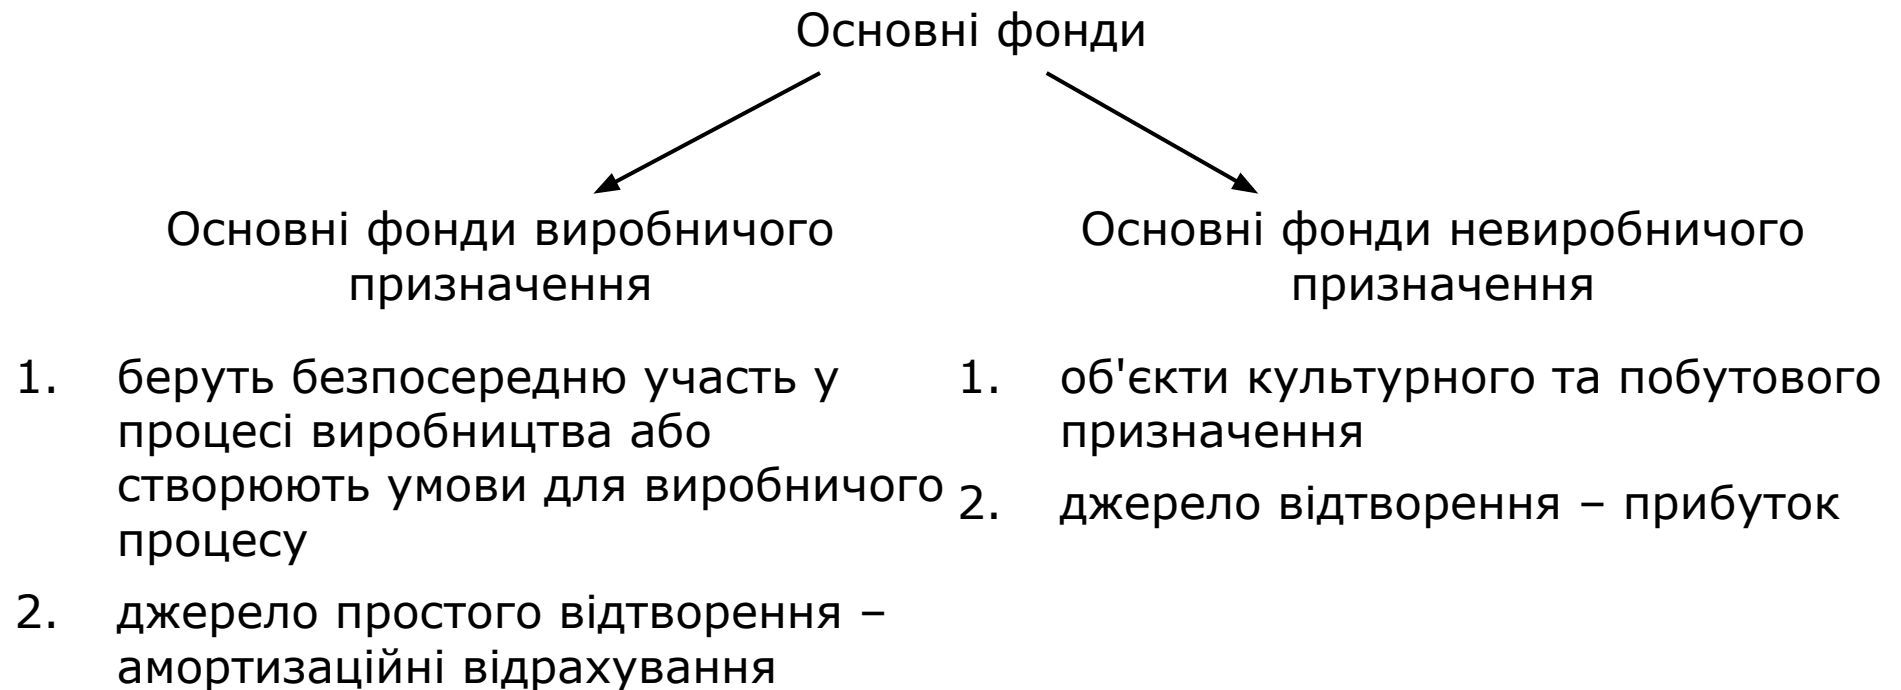 Основні фонди
Основні фонди виробничого
призначення
1. беруть безпосередню участь у
процесі виробництва або
створюють умови для виробничого
процесу
2. джерело простого відтворення –
амортизаційні відрахування
Основні фонди невиробничого
призначення
1. об'єкти культурного та побутового
призначення
2. джерело відтворення – прибуток